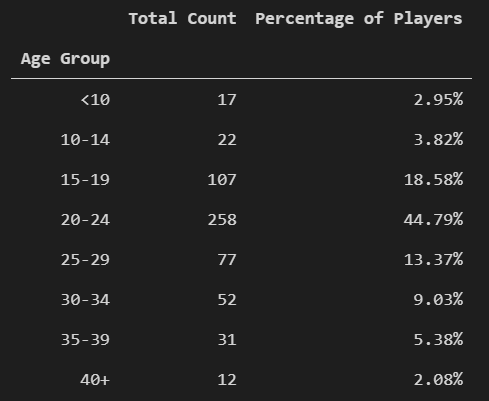 Total Count Percentage of Players
Age Group
<10 17 2.95%
10-14 22 3.82%
15-19 107 18.58%
20-24 258 44.79%
25-29 77 13.37%
30-34 52 9.03%
35-39 31 5.38%
40+ 12 2.08%